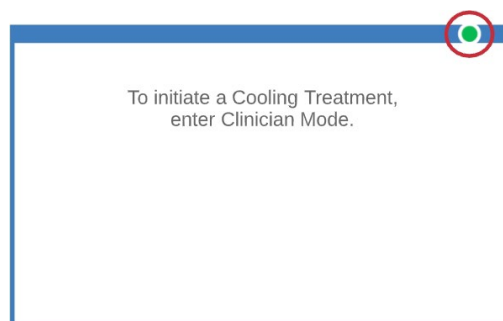 To initiate a Cooling Treatment,
enter Clinician Mode.